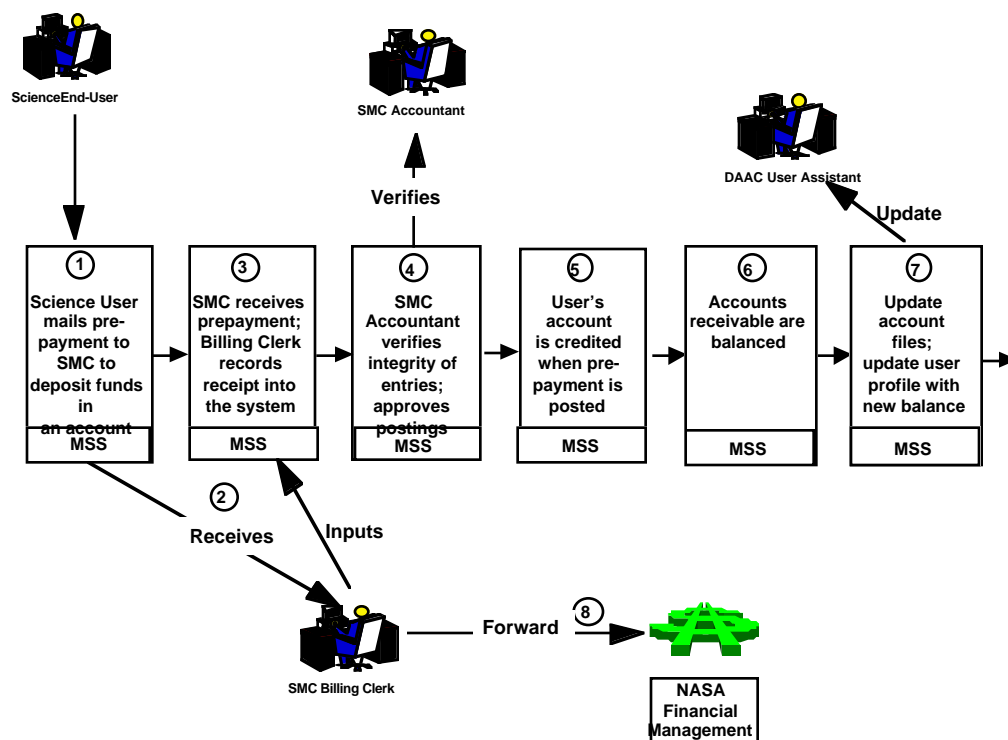 ScienceEnd-User
SMC Accountant
DAAC User Assistant
Verifies
Update
1
Science User
mails pre-
payment to
SMC to
deposit funds
in
an account
MSS
3
SMC receives
prepayment;
Billing Clerk
records
receipt into
the system
MSS
4
SMC
Accountant
verifies
integrity of
entries;
approves
postings
MSS
5
User's
account
is credited
when pre-
payment is
posted
MSS
6
Accounts
receivable are
balanced
MSS
7
Update
account
files;
update user
profile with
new balance
MSS
2
Receives
Inputs
SMC Billing Clerk
Forward
8
NASA
Financial
Management